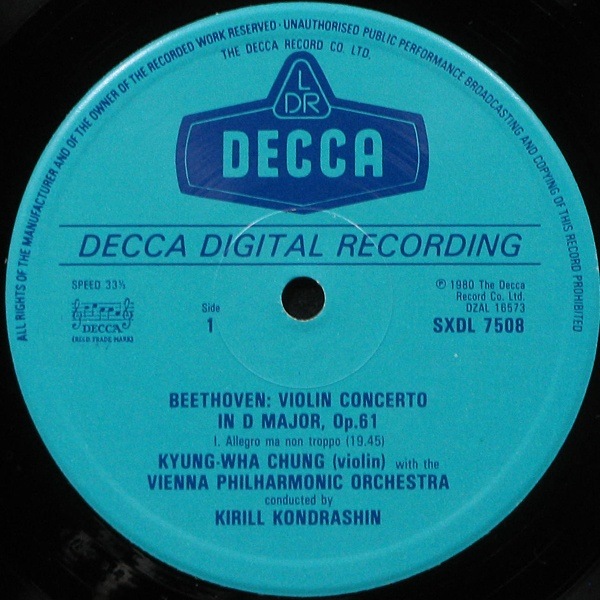 ALL RIGHTS OF THE MANUFACTURER AND OF THE OWNER OF THE RECORDED WORK RESERVED · UNAUTHORISED PUBLIC PERFORMANCE BROADCASTING AND COPYING OF THIS RECORD PROHIBITED
THE DECCA RECORD CO. LTD.
L
DR
DECCA
DECCA DIGITAL RECORDING
SPEED 33⅓
DECCA
(REGD. TRADE MARK)
Side
1
℗ 1980 The Decca
Record Co. Ltd.
DZAL 16573
SXDL 7508
BEETHOVEN: VIOLIN CONCERTO
IN D MAJOR, Op.61
I. Allegro ma non troppo (19.45)
KYUNG-WHA CHUNG (violin) with the
VIENNA PHILHARMONIC ORCHESTRA
conducted by
KIRILL KONDRASHIN